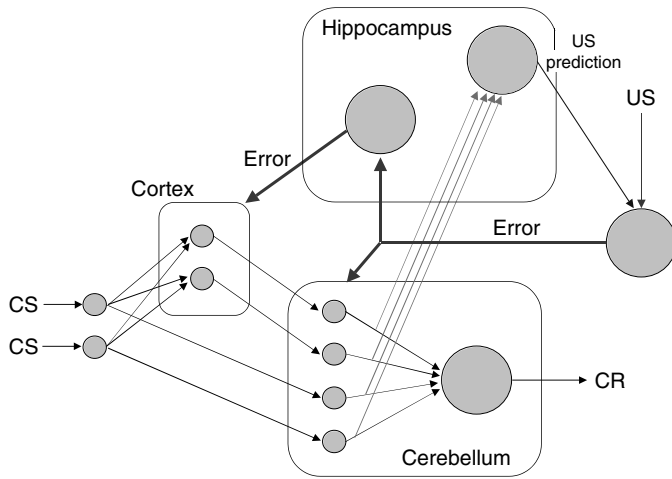 Hippocampus
US
prediction
US
Error
Cortex
Error
CS
CS
CR
Cerebellum